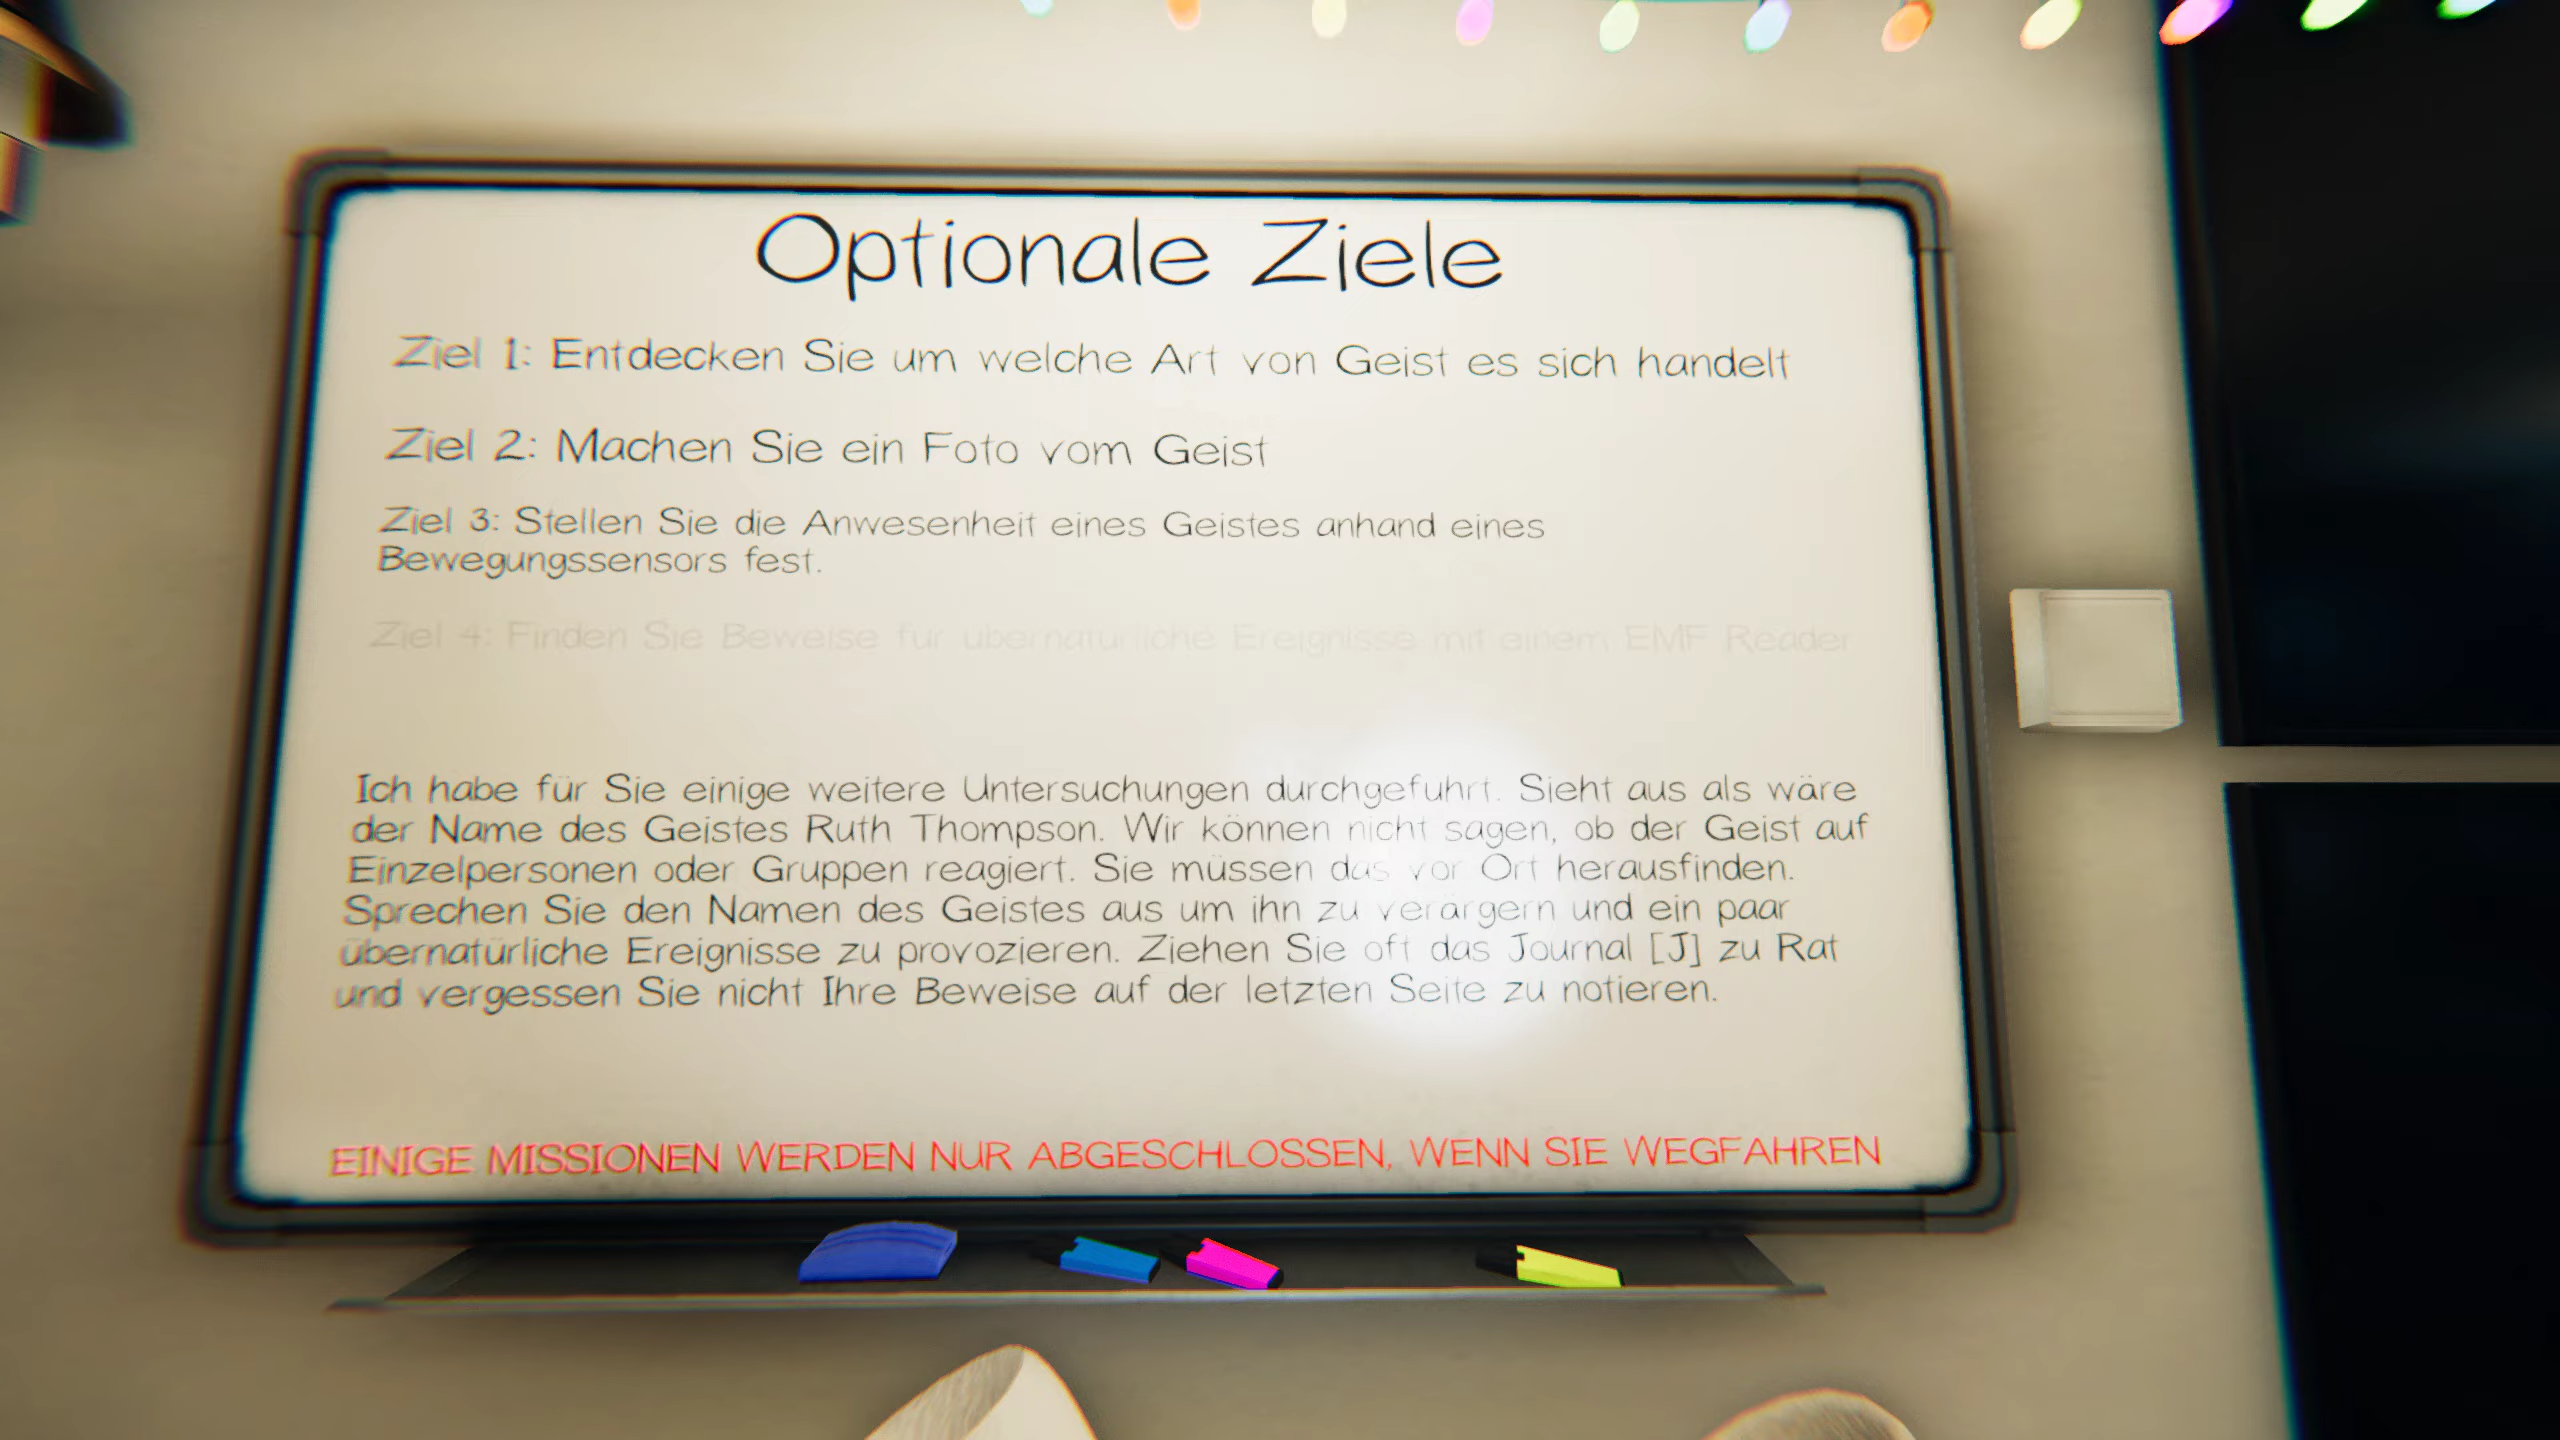 Optionale Ziele
Ziel 1: Entdecken Sie um welche Art von Geist es sich handelt
Ziel 2: Machen Sie ein Foto vom Geist
Ziel 3: Stellen Sie die Anwesenheit eines Geistes anhand eines
Bewegungssensors fest.
Ziel 4: Finden Sie Beweise für übernatürliche Ereignisse mit einem EMF Reader
Ich habe für Sie einige weitere Untersuchungen durchgeführt. Sieht aus als wäre
der Name des Geistes Ruth Thompson. Wir können nicht sagen, ob der Geist auf
Einzelpersonen oder Gruppen reagiert. Sie müssen das vor Ort herausfinden.
Sprechen Sie den Namen des Geistes aus um ihn zu verärgern und ein paar
übernatürliche Ereignisse zu provozieren. Ziehen Sie oft das Journal [J] zu Rat
und vergessen Sie nicht Ihre Beweise auf der letzten Seite zu notieren.
EINIGE MISSIONEN WERDEN NUR ABGESCHLOSSEN, WENN SIE WEGFAHREN